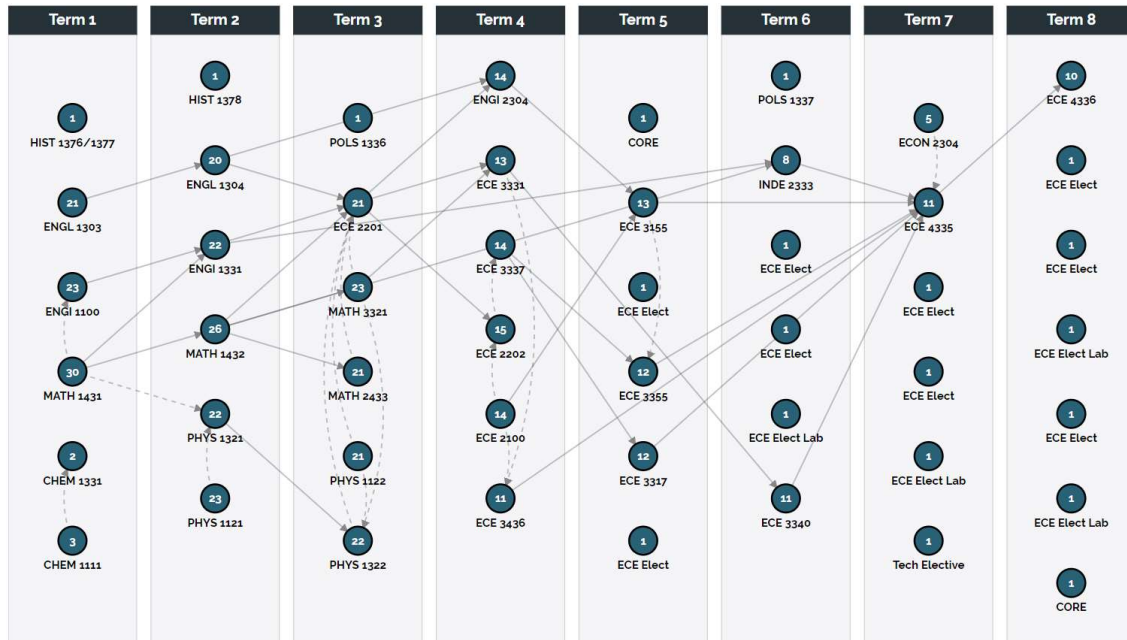 Term 1
1
HIST 1376/1377
21
ENGL 1303
23
ENGI 1100
30
MATH 1431
2
CHEM 1331
3
CHEM 1111
Term 2
1
HIST 1378
20
ENGL 1304
22
ENGI 1331
26
MATH 1432
22
PHYS 1321
23
PHYS 1121
Term 3
1
POLS 1336
21
ECE 2201
23
MATH 3321
21
MATH 2433
21
PHYS 1122
22
PHYS 1322
Term 4
14
ENGI 2304
13
ECE 3331
14
ECE 3337
15
ECE 2202
14
ECE 2100
11
ECE 3436
Term 5
1
CORE
13
ECE 3155
1
ECE Elect
12
ECE 3355
12
ECE 3317
1
ECE Elect
Term 6
1
POLS 1337
8
INDE 2333
1
ECE Elect
1
ECE Elect
1
ECE Elect Lab
11
ECE 3340
Term 7
5
ECON 2304
11
ECE 4335
1
ECE Elect
1
ECE Elect
1
ECE Elect Lab
1
Tech Elective
Term 8
10
ECE 4336
1
ECE Elect
1
ECE Elect
1
ECE Elect Lab
1
ECE Elect
1
ECE Elect Lab
1
CORE